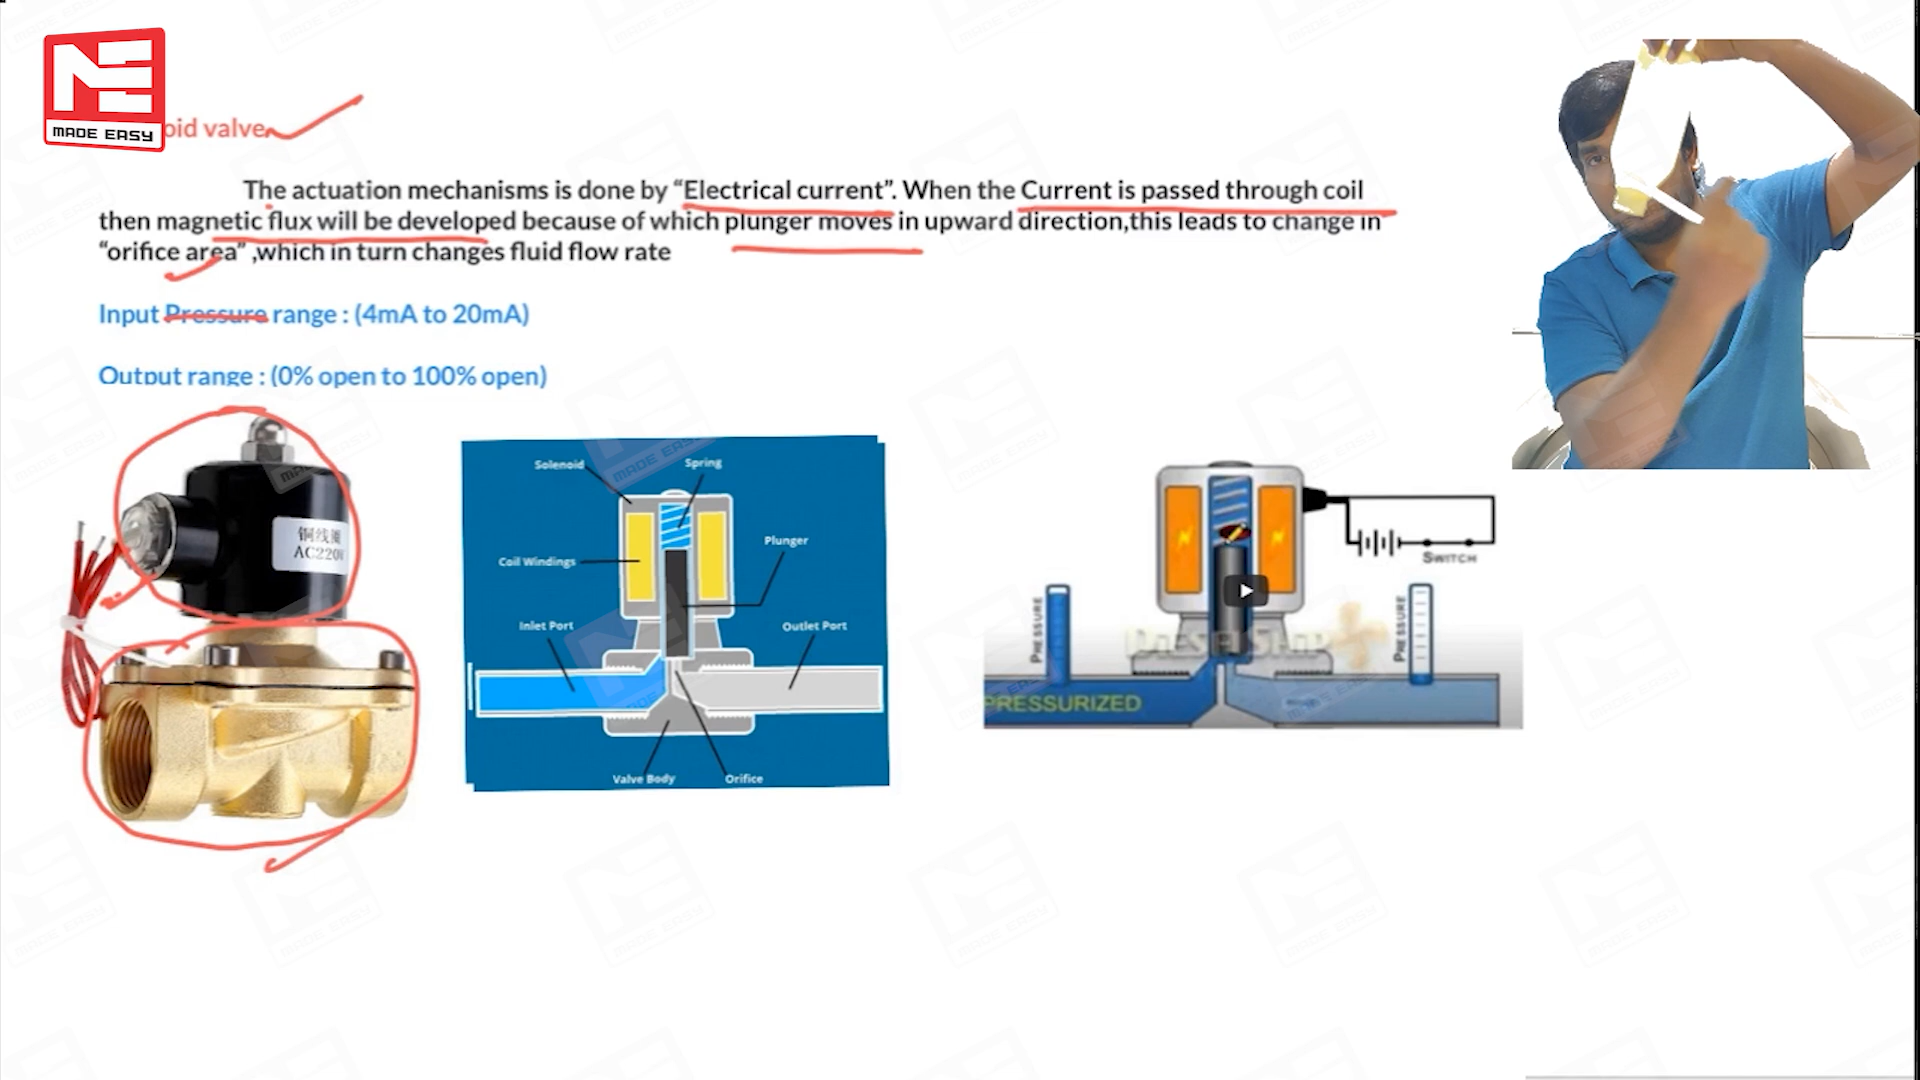 MADE EASY
oid valve
The actuation mechanisms is done by “Electrical current”. When the Current is passed through coil
then magnetic flux will be developed because of which plunger moves in upward direction,this leads to change in
“orifice area” ,which in turn changes fluid flow rate
Input Pressure range : (4mA to 20mA)
Output range : (0% open to 100% open)
铜线圈
AC220V
Solenoid
Spring
Coil Windings
Plunger
Inlet Port
Outlet Port
Valve Body
Orifice
SWITCH
PRESSURE
PRESSURE
PRESSURIZED